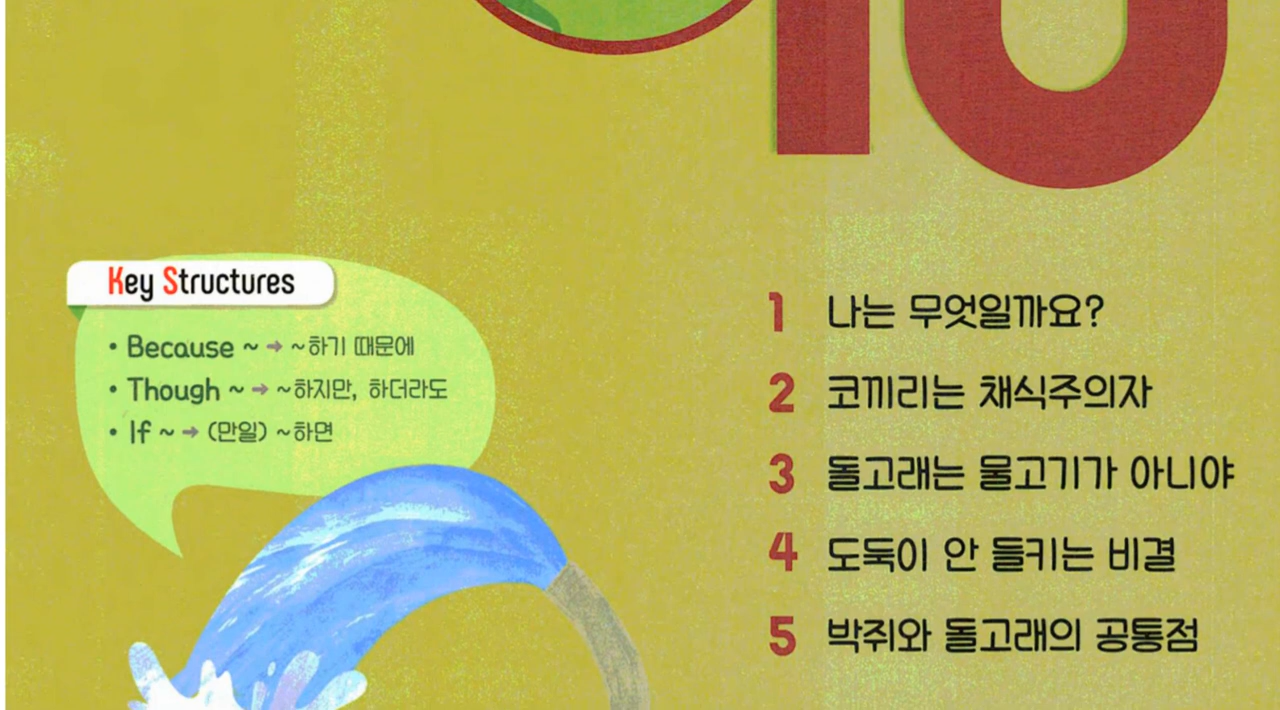 10
Key Structures
• Because ~ → ~하기 때문에
• Though ~ → ~하지만, 하더라도
• If ~ → (만일) ~하면
1 나는 무엇일까요?
2 코끼리는 채식주의자
3 돌고래는 물고기가 아니야
4 도둑이 안 들키는 비결
5 박쥐와 돌고래의 공통점